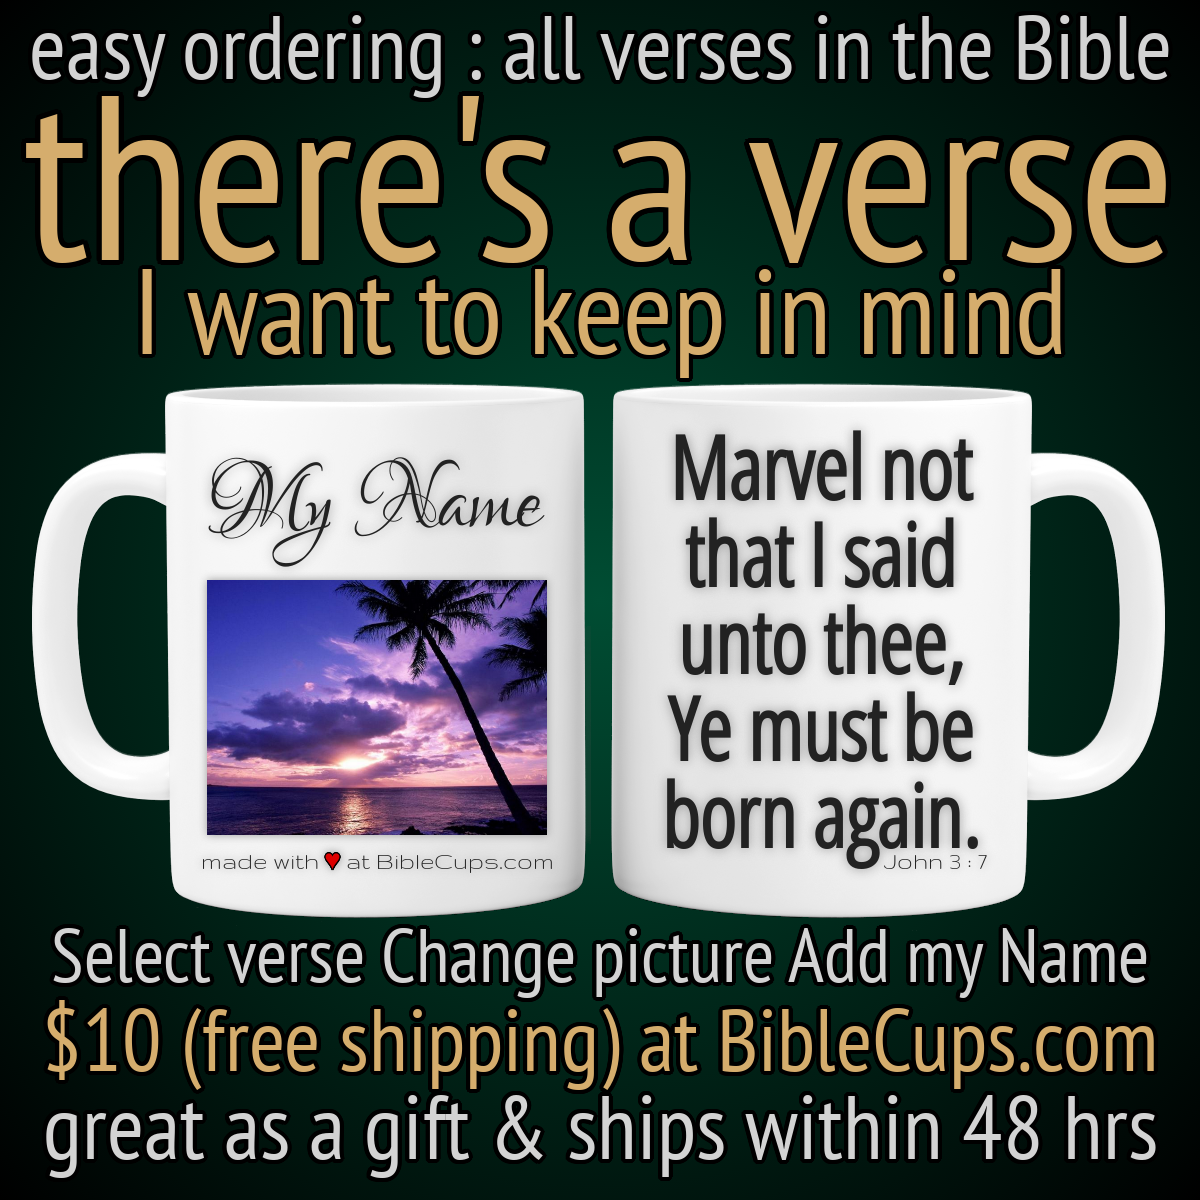 easy ordering : all verses in the Bible
there's a verse
I want to keep in mind
My Name
made with at BibleCups.com
Marvel not
that I said
unto thee,
Ye must be
born again.
John 3 : 7
Select verse Change picture Add my Name
$10 (free shipping) at BibleCups.com
great as a gift & ships within 48 hrs